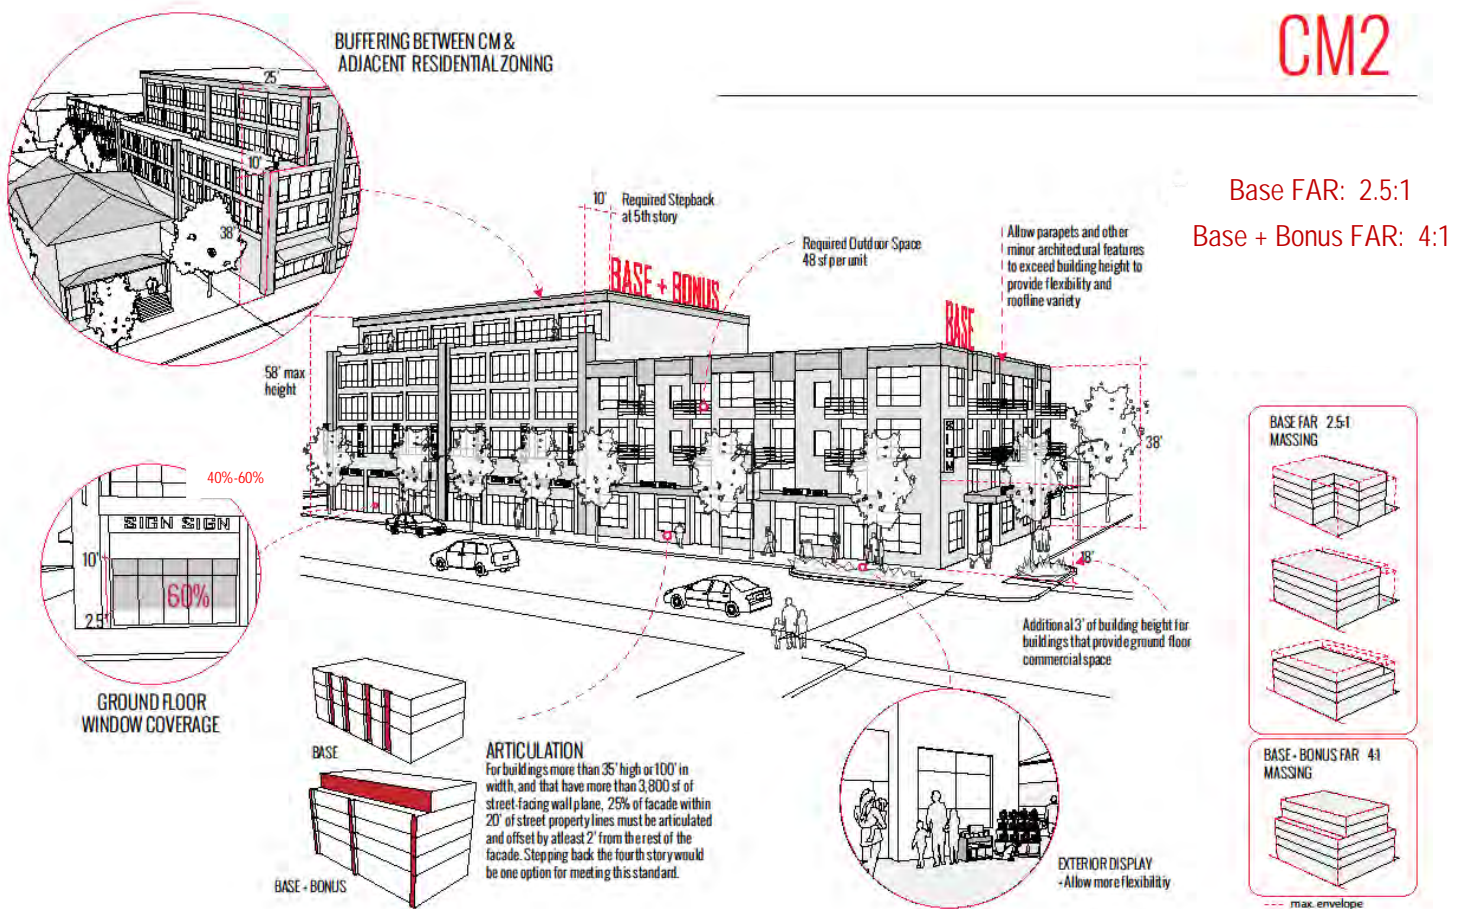 CM2
BUFFERING BETWEEN CM &
ADJACENT RESIDENTIAL ZONING
25'
10'
38'
Base FAR: 2.5:1
Base + Bonus FAR: 4:1
10'
Required Stepback
at 5th story
Required Outdoor Space
48 sf per unit
Allow parapets and other
minor architectural features
to exceed building height to
provide flexibility and
roofline variety
BASE + BONUS
BASE
58' max
height
38'
SIGN
18'
40%-60%
SIGN SIGN
10'
60%
2.5'
GROUND FLOOR
WINDOW COVERAGE
Additional 3' of building height for
buildings that provide ground floor
commercial space
BASE
BASE + BONUS
ARTICULATION
For buildings more than 35' high or 100' in
width, and that have more than 3,800 sf of
street-facing wall plane, 25% of facade within
20' of street property lines must be articulated
and offset by atleast 2' from the rest of the
facade. Stepping back the fourth story would
be one option for meeting this standard.
EXTERIOR DISPLAY
- Allow more flexibilitiy
BASE FAR 2.5:1
MASSING
BASE + BONUS FAR 4:1
MASSING
max. envelope